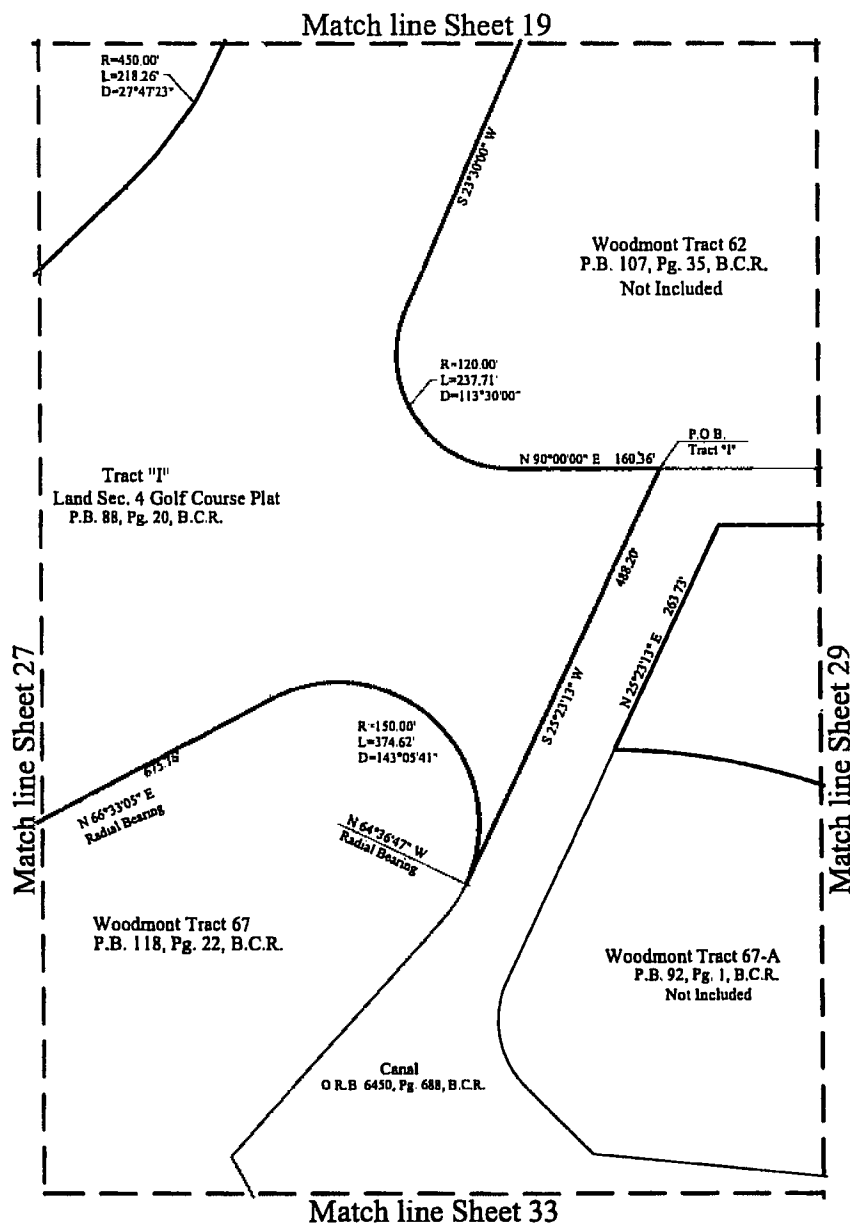 Match line Sheet 19
R=450.00'
L=218.26'
D=27°47'23"
S 23°30'00" W
Woodmont Tract 62
P.B. 107, Pg. 35, B.C.R.
Not Included
R=120.00'
L=237.71'
D=113°30'00"
P.O.B.
Tract "I"
N 90°00'00" E 160.36'
Tract "I"
Land Sec. 4 Golf Course Plat
P.B. 88, Pg. 20, B.C.R.
488.20'
S 25°23'13" W
N 25°23'13" E 263.73'
Match line Sheet 27
Match line Sheet 29
R=150.00'
L=374.62'
D=143°05'41"
N 66°33'05" E
Radial Bearing
N 64°36'47" W
Radial Bearing
Woodmont Tract 67
P.B. 118, Pg. 22, B.C.R.
Woodmont Tract 67-A
P.B. 92, Pg. 1, B.C.R.
Not Included
Canal
O.R.B. 6450, Pg. 688, B.C.R.
Match line Sheet 33